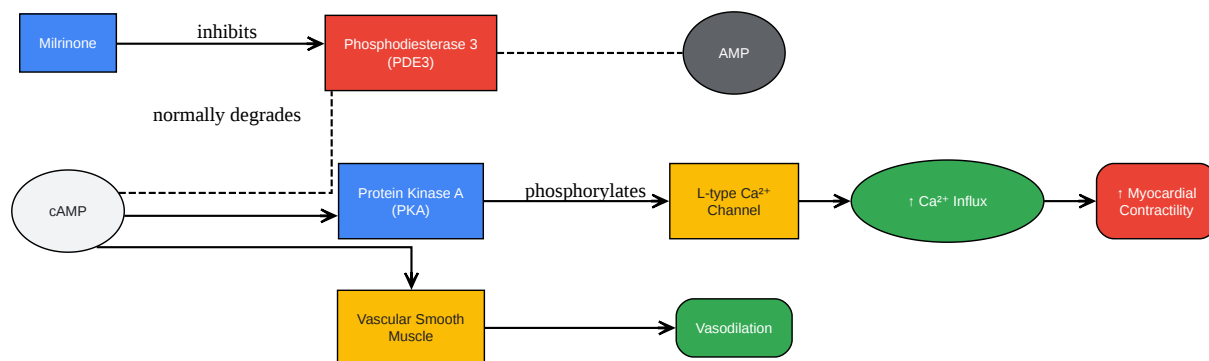 Milrinone
inhibits
Phosphodiesterase 3
(PDE3)
AMP
normally degrades
cAMP
Protein Kinase A
(PKA)
phosphorylates
L-type Ca²⁺
Channel
↑ Ca²⁺ Influx
↑ Myocardial
Contractility
Vascular Smooth
Muscle
Vasodilation